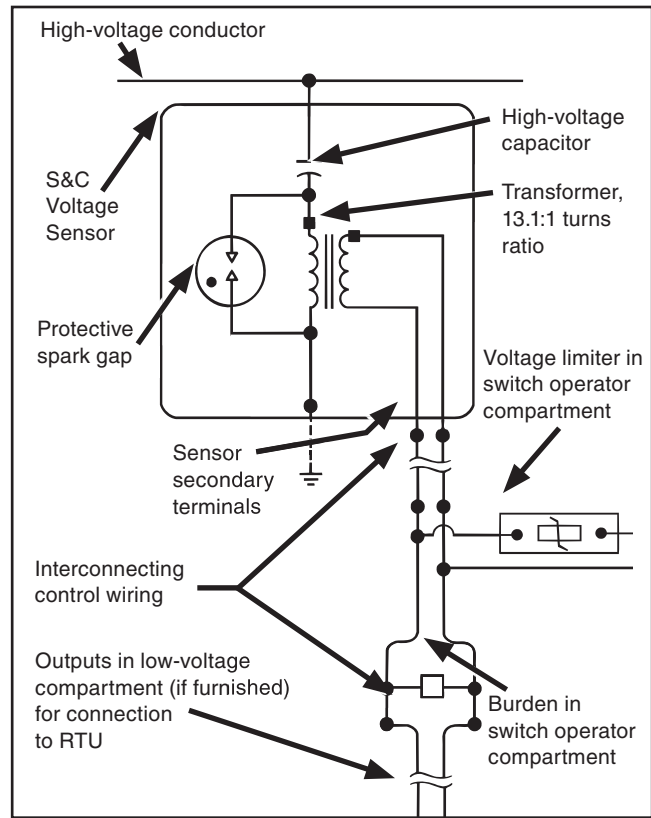 High-voltage conductor
High-voltage
capacitor
S&C
Voltage
Sensor
Transformer,
13.1:1 turns
ratio
Protective
spark gap
Voltage limiter in
switch operator
compartment
Sensor
secondary
terminals
Interconnecting
control wiring
Outputs in low-voltage
compartment (if furnished)
for connection
to RTU
Burden in
switch operator
compartment